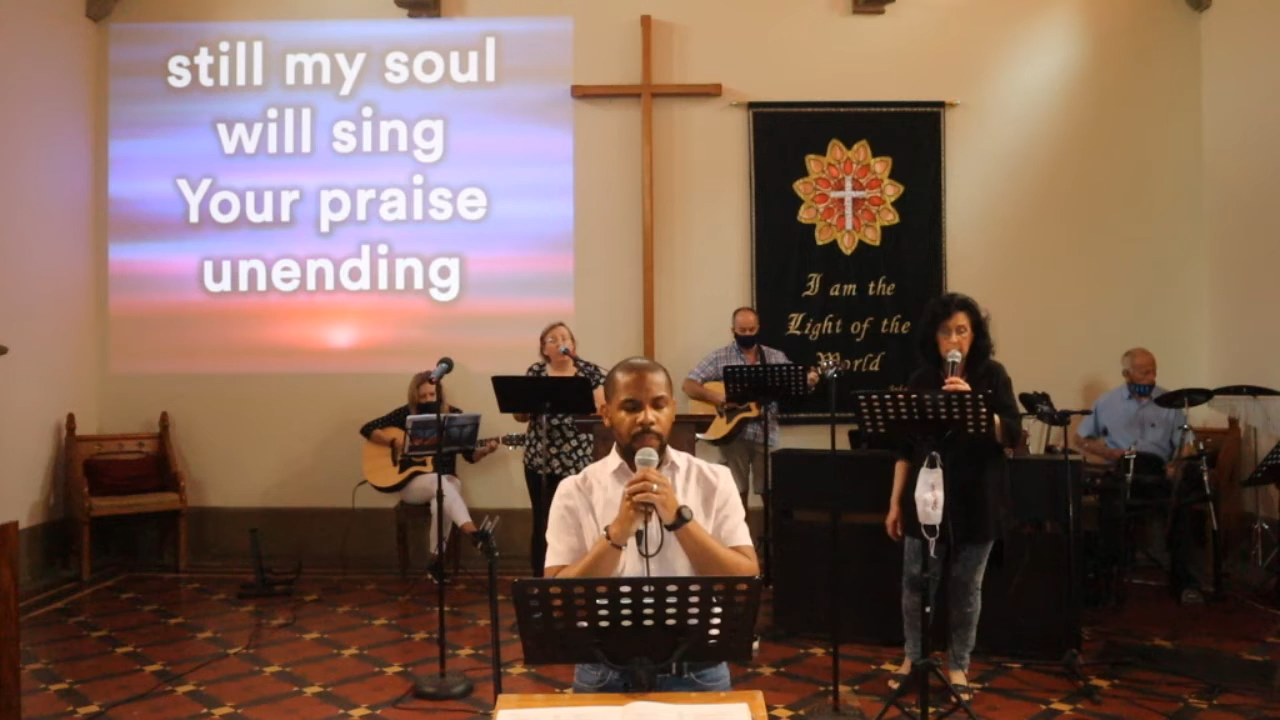 still my soul
will sing
Your praise
unending
I am the
Light of the
World